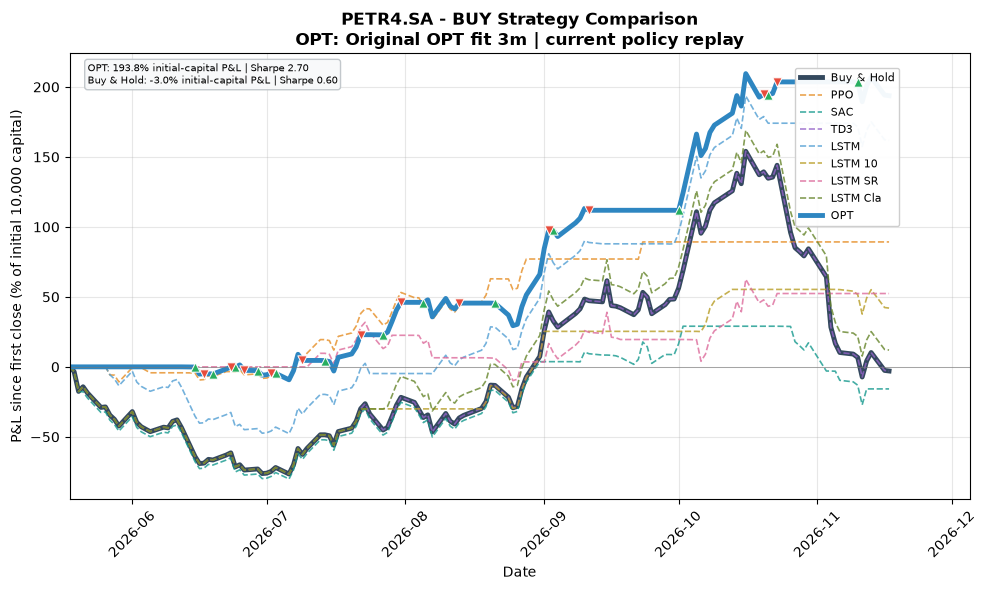 PETR4.SA - BUY Strategy Comparison
OPT: Original OPT fit 3m | current policy replay
OPT: 193.8% initial-capital P&L | Sharpe 2.70
Buy & Hold: -3.0% initial-capital P&L | Sharpe 0.60
Buy & Hold
PPO
SAC
TD3
LSTM
LSTM 10
LSTM SR
LSTM Cla
OPT
P&L since first close (% of initial 10,000 capital)
200
150
100
50
0
−50
2026-06
2026-07
2026-08
2026-09
2026-10
2026-11
2026-12
Date